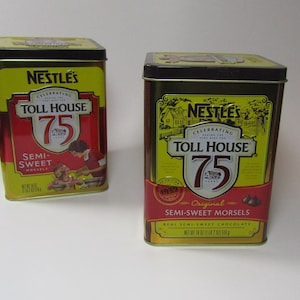 NESTLÉ®S
CELEBRATING
TOLL HOUSE
75
SEMI-
SWEET
MORSELS
NESTLÉ®S
CELEBRATING
TOLL HOUSE
75
Original
SEMI-SWEET MORSELS
REAL SEMI-SWEET CHOCOLATE